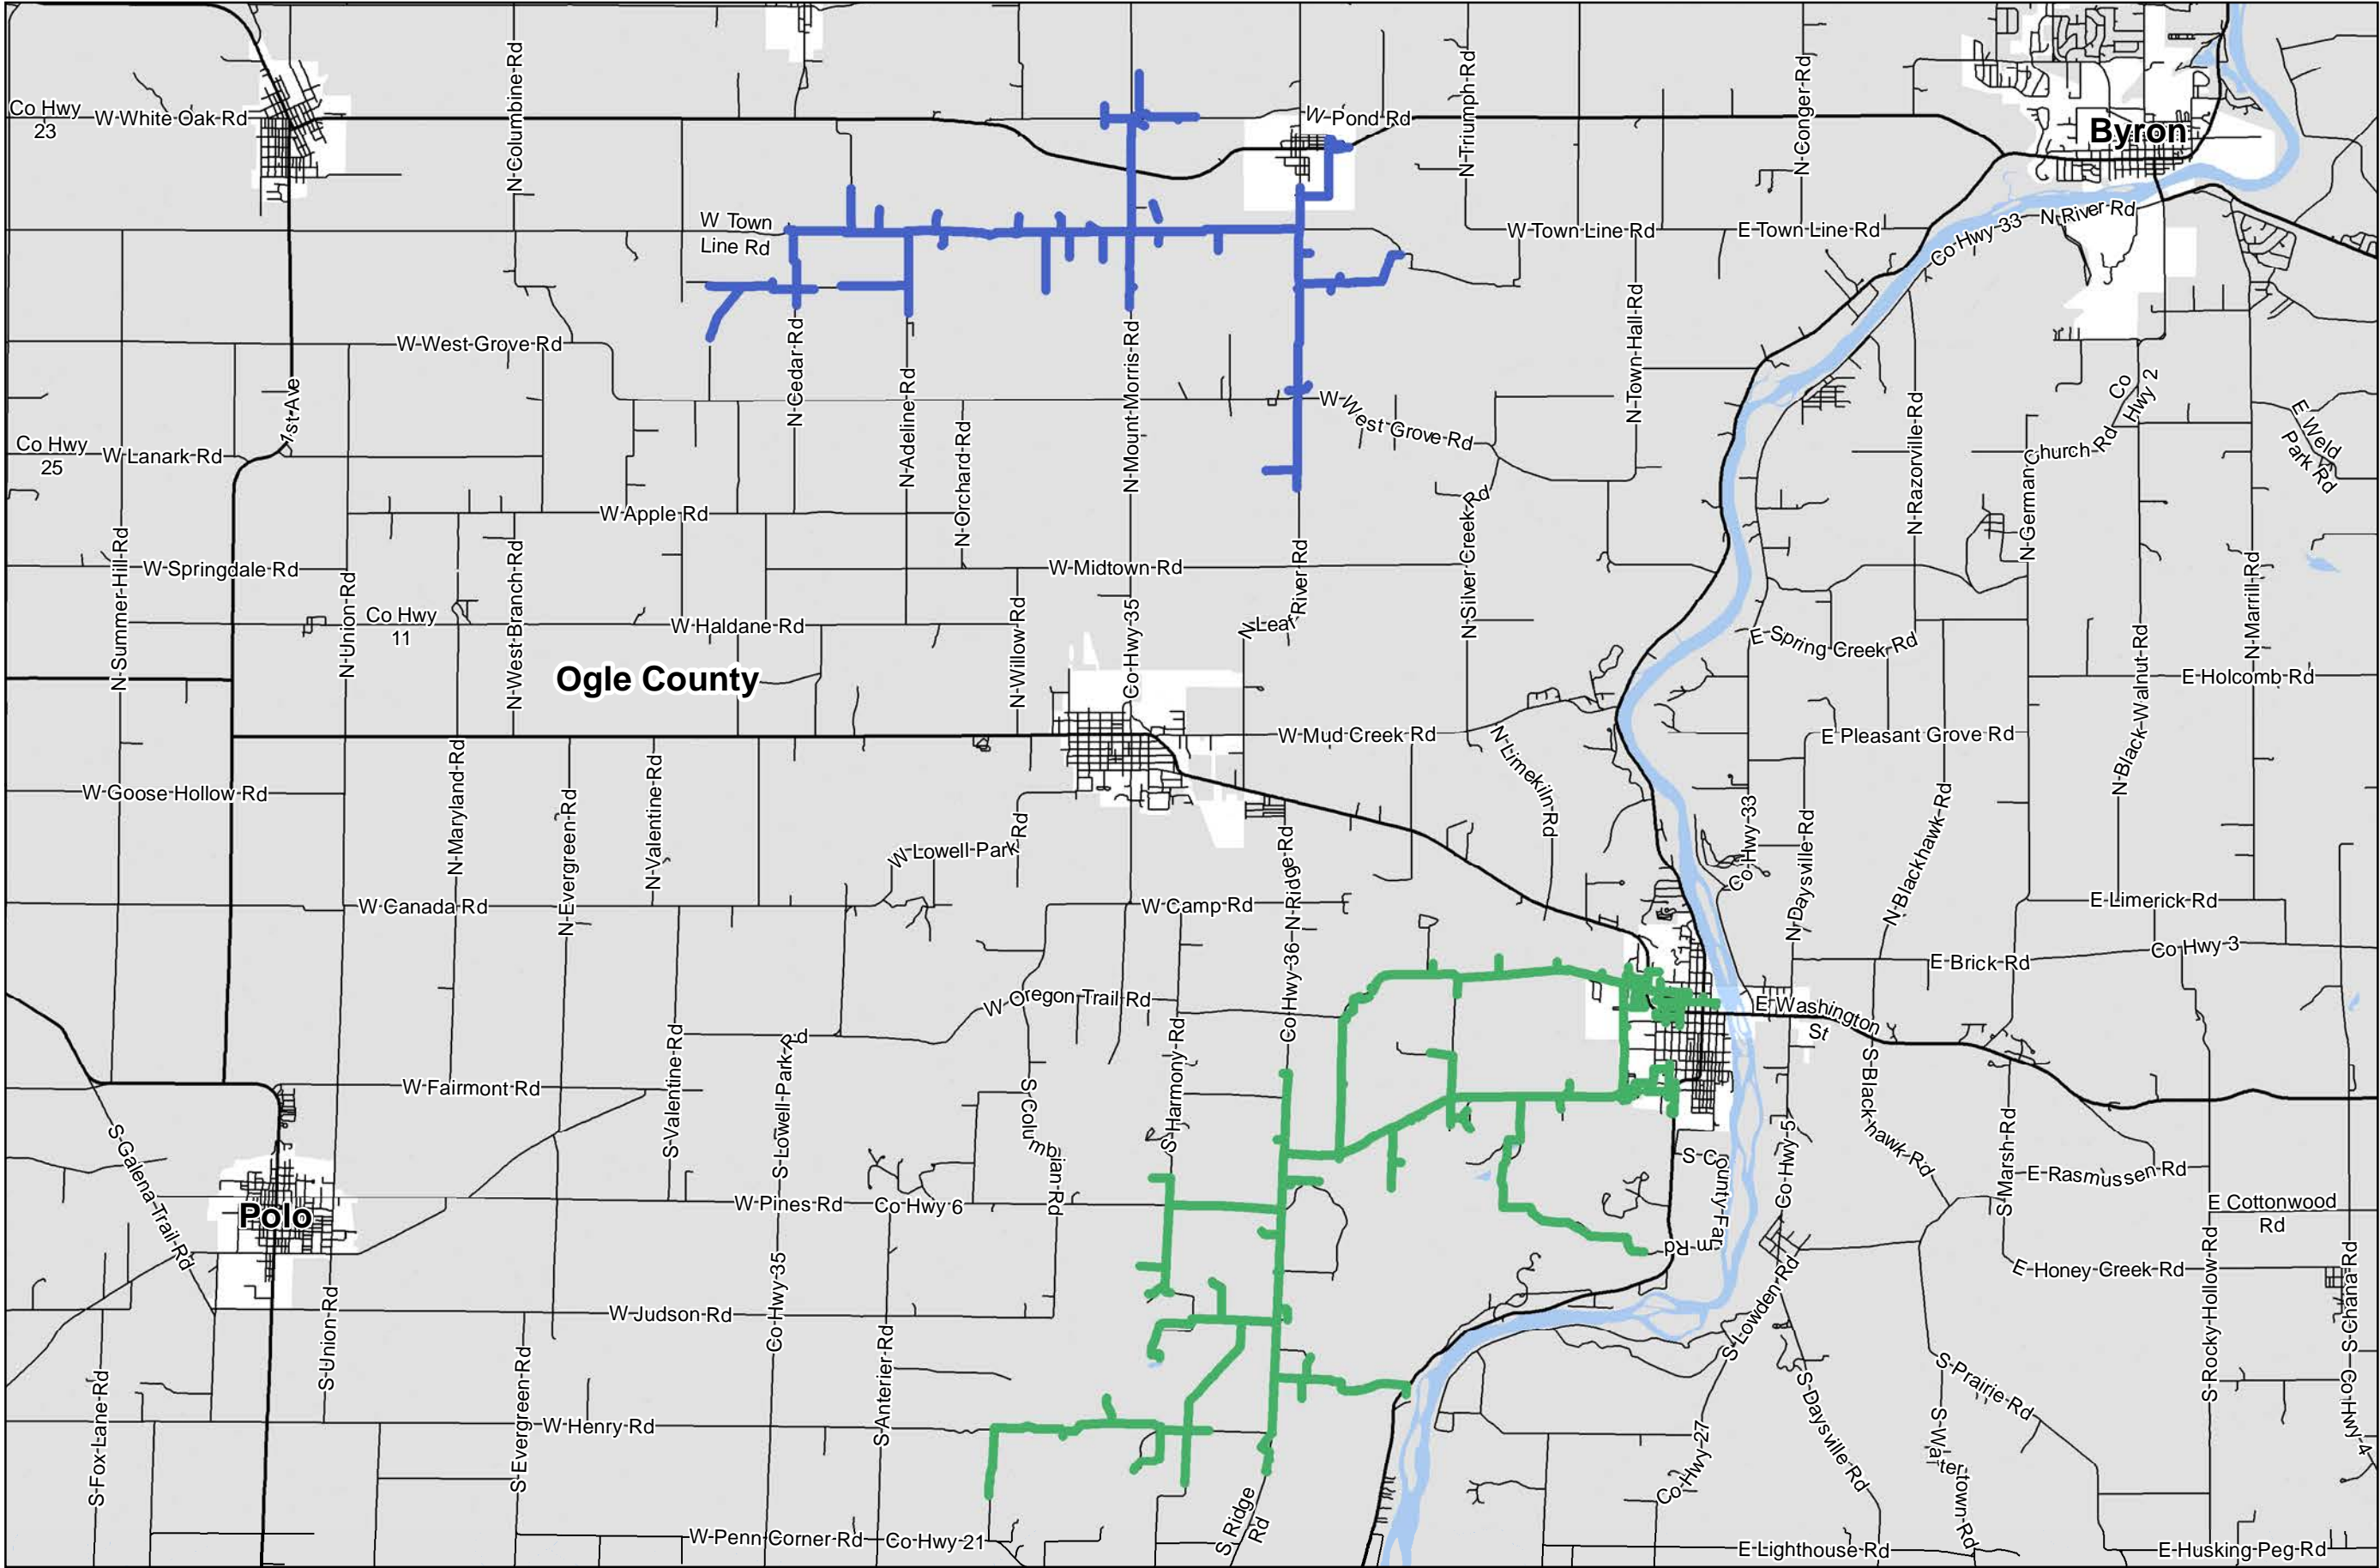 N Columbine Rd
N Triumph Rd
N Conger Rd
Co Hwy
23
W White Oak Rd
W Pond Rd
Byron
W Town
Line Rd
W Town Line Rd
E Town Line Rd
Co Hwy 33
N River Rd
W West Grove Rd
N Cedar Rd
N Adeline Rd
N Mount Morris Rd
N Town Hall Rd
1st Ave
W West Grove Rd
N Razorville Rd
Co
Hwy 2
E Weld
Park Rd
Co Hwy
25
W Lanark Rd
N German Church Rd
N Orchard Rd
N Silver Creek Rd
W Apple Rd
N Summer Hill Rd
W Springdale Rd
N Union Rd
N West Branch Rd
W Midtown Rd
N Leaf River Rd
Co Hwy
11
W Haldane Rd
N Willow Rd
Co Hwy 35
E Spring Creek Rd
N Black Walnut Rd
N Marrill Rd
Ogle County
E Holcomb Rd
W Mud Creek Rd
E Pleasant Grove Rd
N Limekiln Rd
W Goose Hollow Rd
N Maryland Rd
N Evergreen Rd
N Valentine Rd
W Lowell Park Rd
N Ridge Rd
Co Hwy 33
N Daysville Rd
N Blackhawk Rd
W Canada Rd
W Camp Rd
E Limerick Rd
Co Hwy 36
Co Hwy 3
E Brick Rd
W Oregon Trail Rd
E Washington
St
S Valentine Rd
S Lowell Park Rd
S Harmony Rd
W Fairmont Rd
S Columbian Rd
S Blackhawk Rd
S Galena Trail Rd
S County Farm Rd
Co Hwy 5
S Marsh Rd
E Rasmussen Rd
W Pines Rd
Co Hwy 6
E Cottonwood
Rd
Polo
E Honey Creek Rd
S Lowden Rd
Co Hwy 35
W Judson Rd
S Union Rd
S Rocky Hollow Rd
S Chana Rd
S Fox Lane Rd
S Evergreen Rd
S Anterier Rd
S Prairie Rd
S Daysville Rd
Co Hwy 4
W Henry Rd
Co Hwy 27
S Watertown Rd
S Ridge
Rd
W Penn Corner Rd
Co Hwy 21
E Lighthouse Rd
E Husking Peg Rd